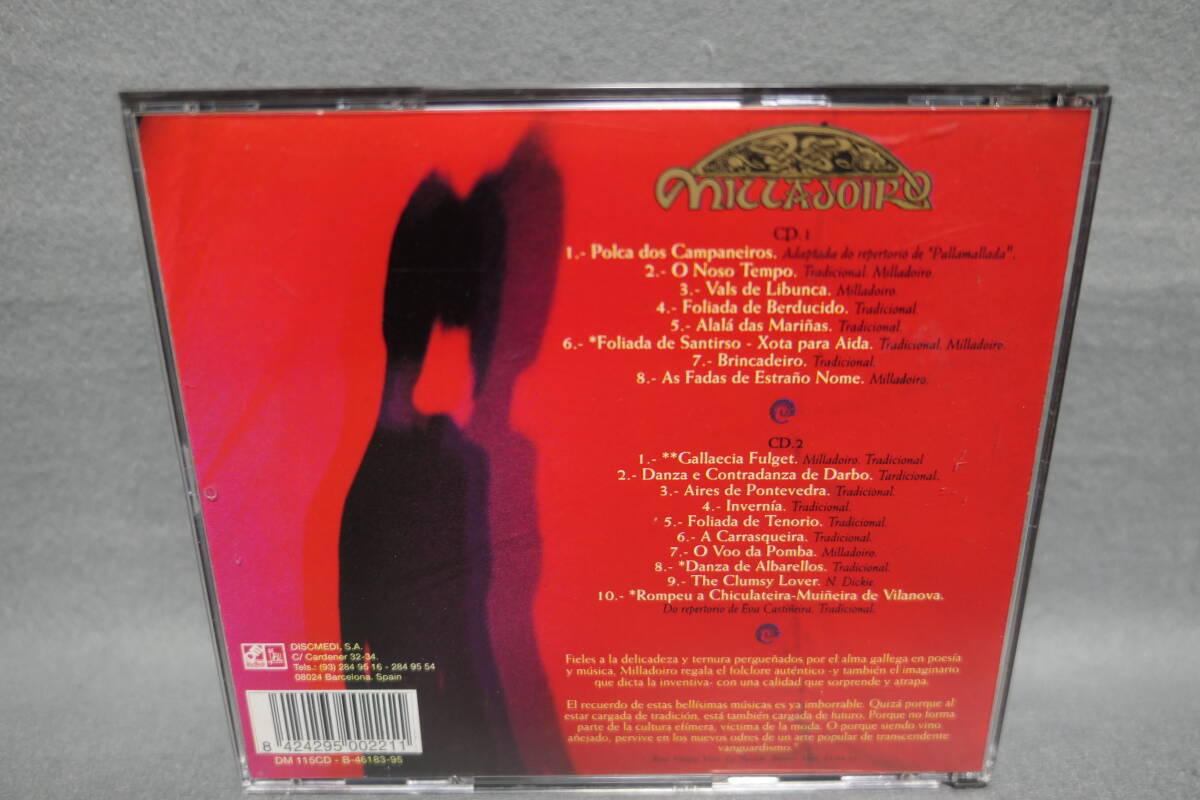 MILLADOIRO
CD.1
1.- Polca dos Campaneiros. Adaptada do repertorio de "Pallamallada".
2.- O Noso Tempo. Tradicional. Milladoiro.
3.- Vals de Libunca. Milladoiro.
4.- Foliada de Berducido. Tradicional.
5.- Alalá das Mariñas. Tradicional.
6.- *Foliada de Santirso - Xota para Aida. Tradicional. Milladoiro.
7.- Brincadeiro. Tradicional.
8.- As Fadas de Estraño Nome. Milladoiro.
CD.2
1.- **Gallaecia Fulget. Milladoiro. Tradicional
2.- Danza e Contradanza de Darbo. Tardicional.
3.- Aires de Pontevedra. Tradicional.
4.- Invernía. Tradicional.
5.- Foliada de Tenorio. Tradicional.
6.- A Carrasqueira. Tradicional.
7.- O Voo da Pomba. Milladoiro.
8.- *Danza de Albarellos. Tradicional.
9.- The Clumsy Lover. N. Dickie.
10.- *Rompeu a Chiculateira-Muiñeira de Vilanova.
Do repertorio de Eva Castiñeira. Tradicional.
Fieles a la delicadeza y ternura pergueñados por el alma gallega en poesía
y música, Milladoiro regala el folclore auténtico -y también el imaginario
que dicta la inventiva- con una calidad que sorprende y atrapa.
El recuerdo de estas bellísimas músicas es ya imborrable. Quizá porque al
estar cargada de tradición, está también cargada de futuro. Porque no forma
parte de la cultura efímera, víctima de la moda. O porque siendo vino
añejado, pervive en los nuevos odres de un arte popular de transcendente
vanguardismo."
DISCMEDI, S.A.
C/ Cardener 32-34.
Tels.: (93) 284 95 16 - 284 95 54
08024 Barcelona. Spain
8 424295 002211
DM 115CD - B-46183-95